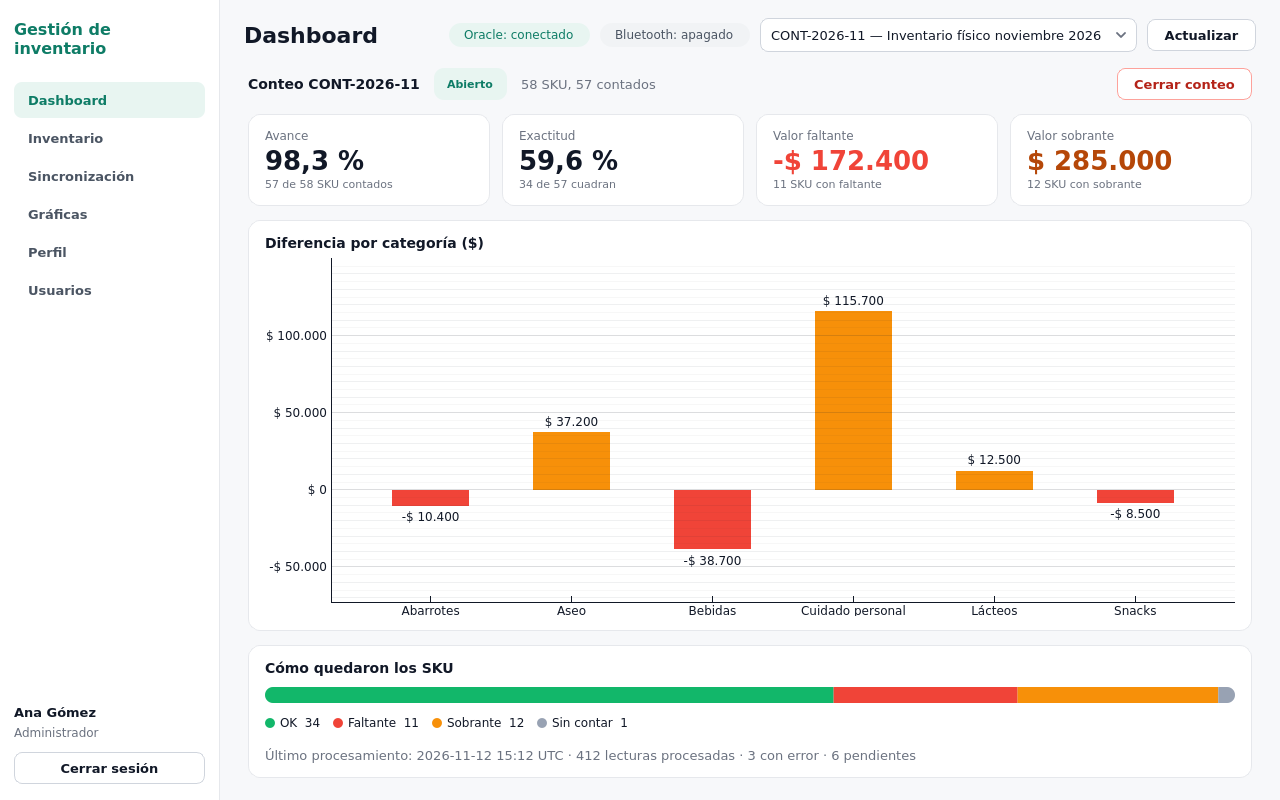 Gestión de
inventario
Dashboard
Inventario
Sincronización
Gráficas
Perfil
Usuarios
Ana Gómez
Administrador
Cerrar sesión
Dashboard
Oracle: conectado
Bluetooth: apagado
CONT-2026-11 — Inventario físico noviembre 2026
Actualizar
Conteo CONT-2026-11
Abierto
58 SKU, 57 contados
Cerrar conteo
Avance
98,3 %
57 de 58 SKU contados
Exactitud
59,6 %
34 de 57 cuadran
Valor faltante
-$ 172.400
11 SKU con faltante
Valor sobrante
$ 285.000
12 SKU con sobrante
Diferencia por categoría ($)
$ 100.000
$ 50.000
$ 0
-$ 50.000
-$ 10.400
$ 37.200
-$ 38.700
$ 115.700
$ 12.500
-$ 8.500
Abarrotes
Aseo
Bebidas
Cuidado personal
Lácteos
Snacks
Cómo quedaron los SKU
OK 34
Faltante 11
Sobrante 12
Sin contar 1
Último procesamiento: 2026-11-12 15:12 UTC · 412 lecturas procesadas · 3 con error · 6 pendientes